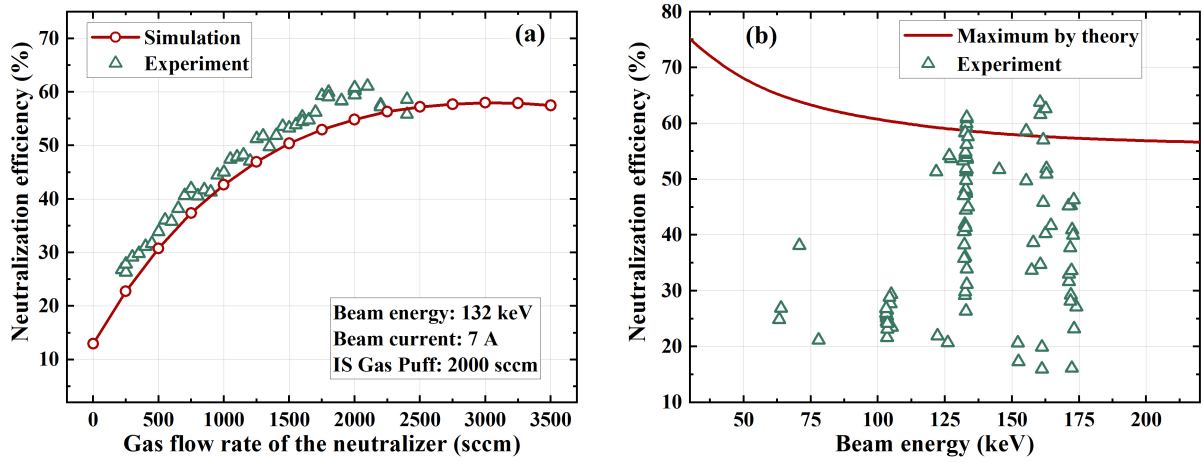 (a)
Simulation
Experiment
Neutralization efficiency (%)
70
60
50
40
30
20
10
Beam energy: 132 keV
Beam current: 7 A
IS Gas Puff: 2000 sccm
0 500 1000 1500 2000 2500 3000 3500
Gas flow rate of the neutralizer (sccm)
(b)
Maximum by theory
Experiment
Neutralization efficiency (%)
80
70
60
50
40
30
20
10
50 75 100 125 150 175 200
Beam energy (keV)